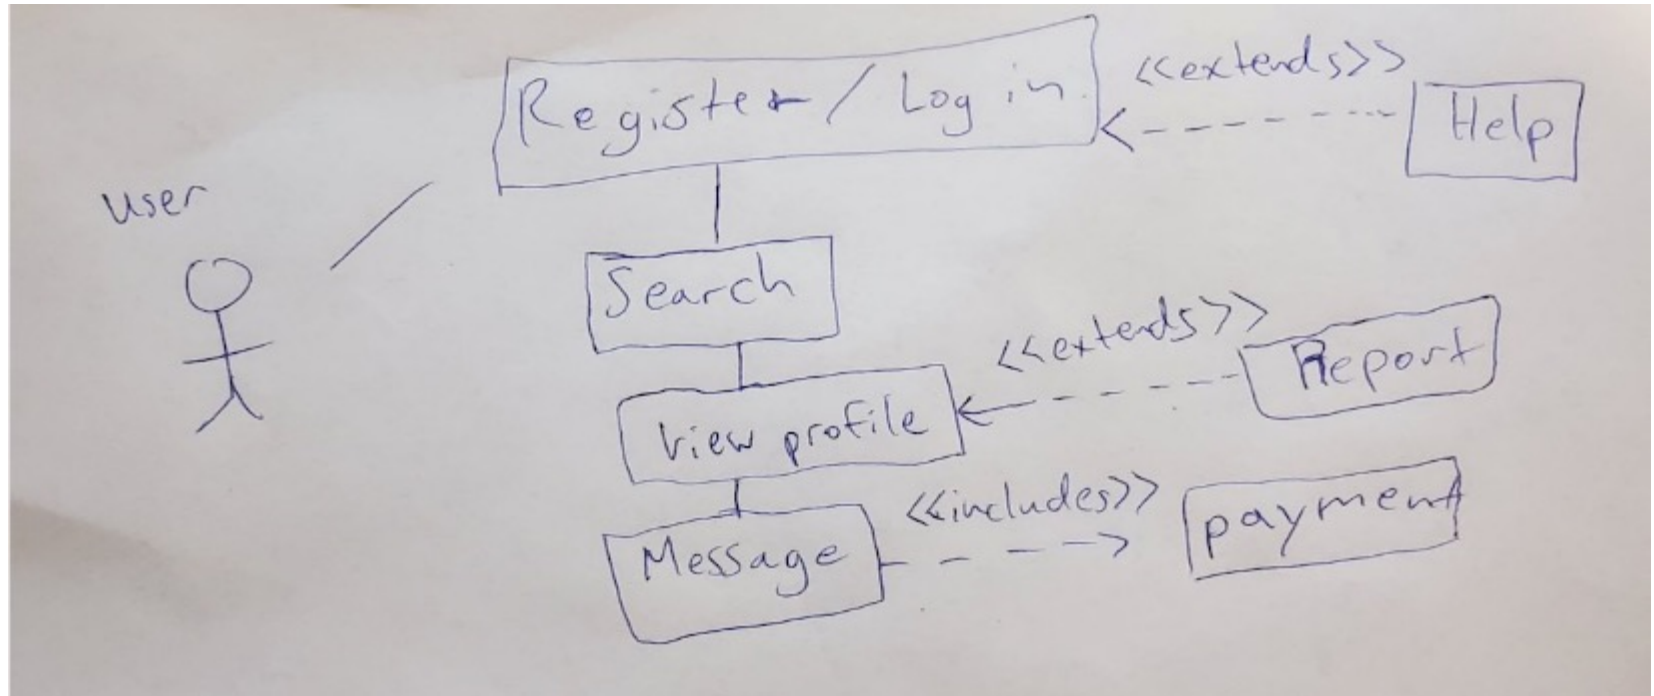 Register / Log in
<<extends>>
Help
user
Search
<<extends>>
Report
View profile
<<includes>>
payment
Message